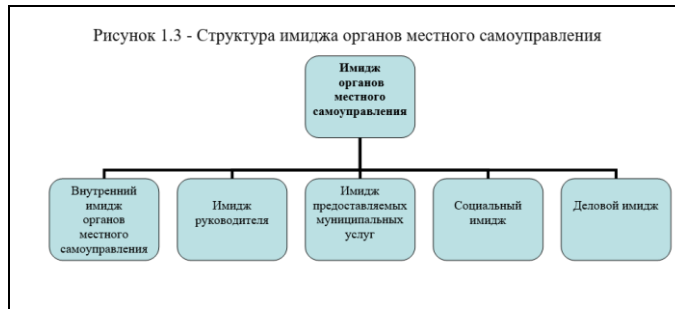 Рисунок 1.3 - Структура имиджа органов местного самоуправления
Имидж
органов
местного
самоуправления
Внутренний
имидж
органов
местного
самоуправления
Имидж
руководителя
Имидж
предоставляемых
муниципальных
услуг
Социальный
имидж
Деловой имидж